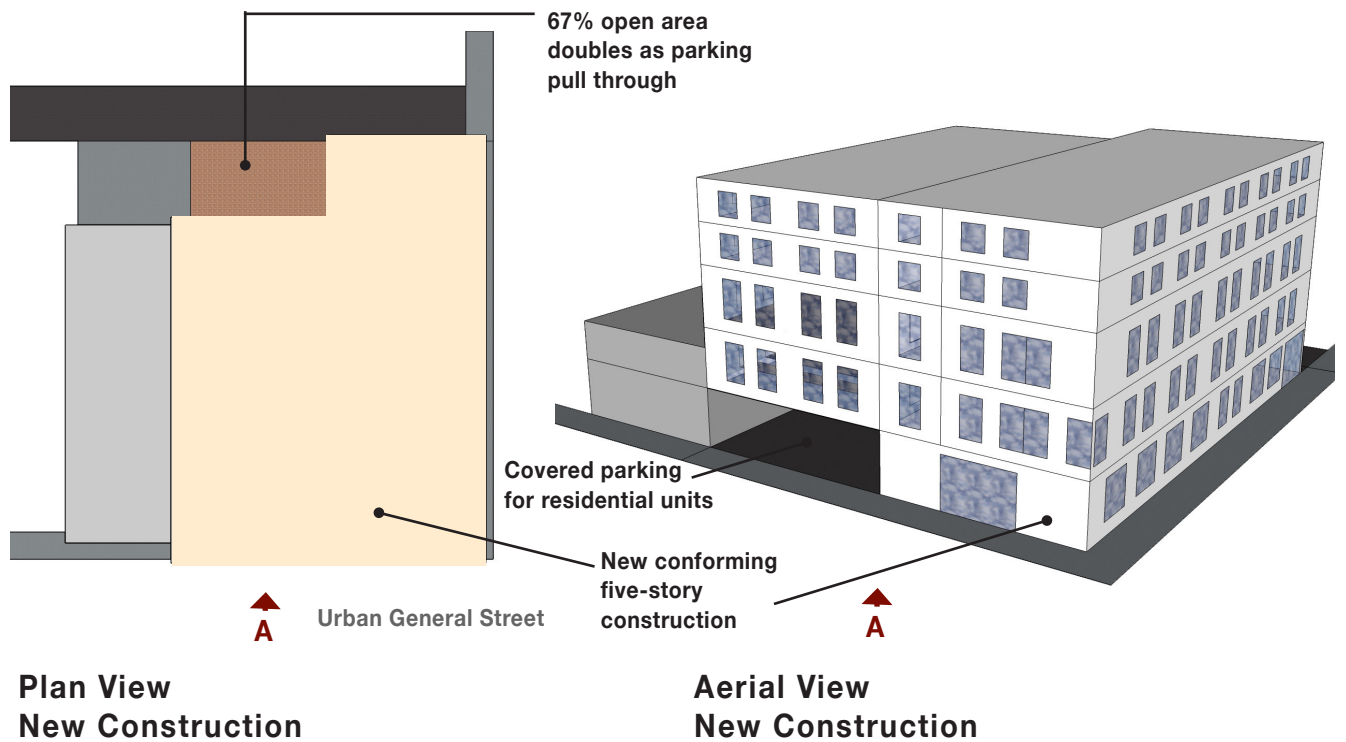 67% open area
doubles as parking
pull through
Covered parking
for residential units
New conforming
five-story
construction
A
Urban General Street
A
Plan View
New Construction
Aerial View
New Construction